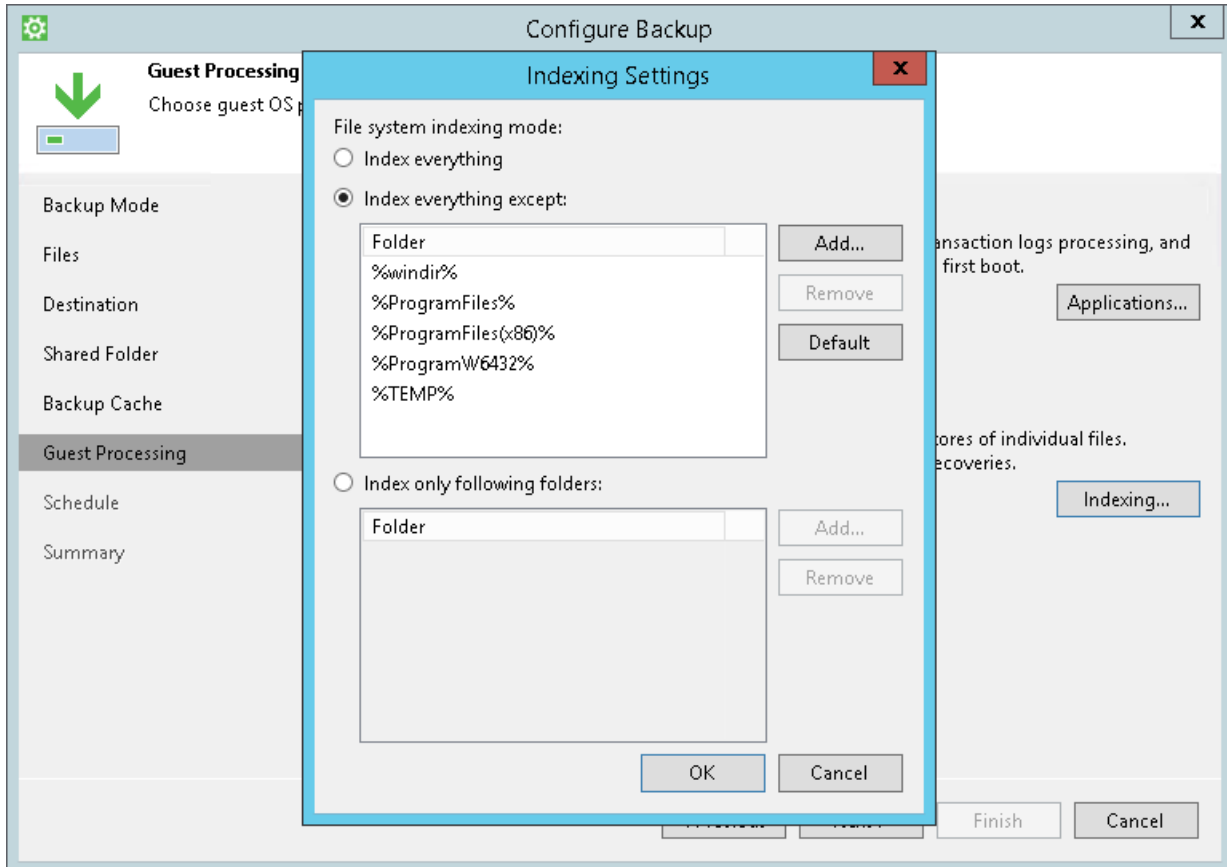 Configure Backup
x
Guest Processing
Choose guest OS
Indexing Settings
x
File system indexing mode:
Index everything
Index everything except:
Folder
%windir%
%ProgramFiles%
%ProgramFiles(x86)%
%ProgramW6432%
%TEMP%
Add...
Remove
Default
Index only following folders:
Folder
Add...
Remove
OK
Cancel
Backup Mode
Files
Destination
Shared Folder
Backup Cache
Guest Processing
Schedule
Summary
logs processing, and
first boot.
Applications...
of individual files.
Indexing...
Finish
Cancel